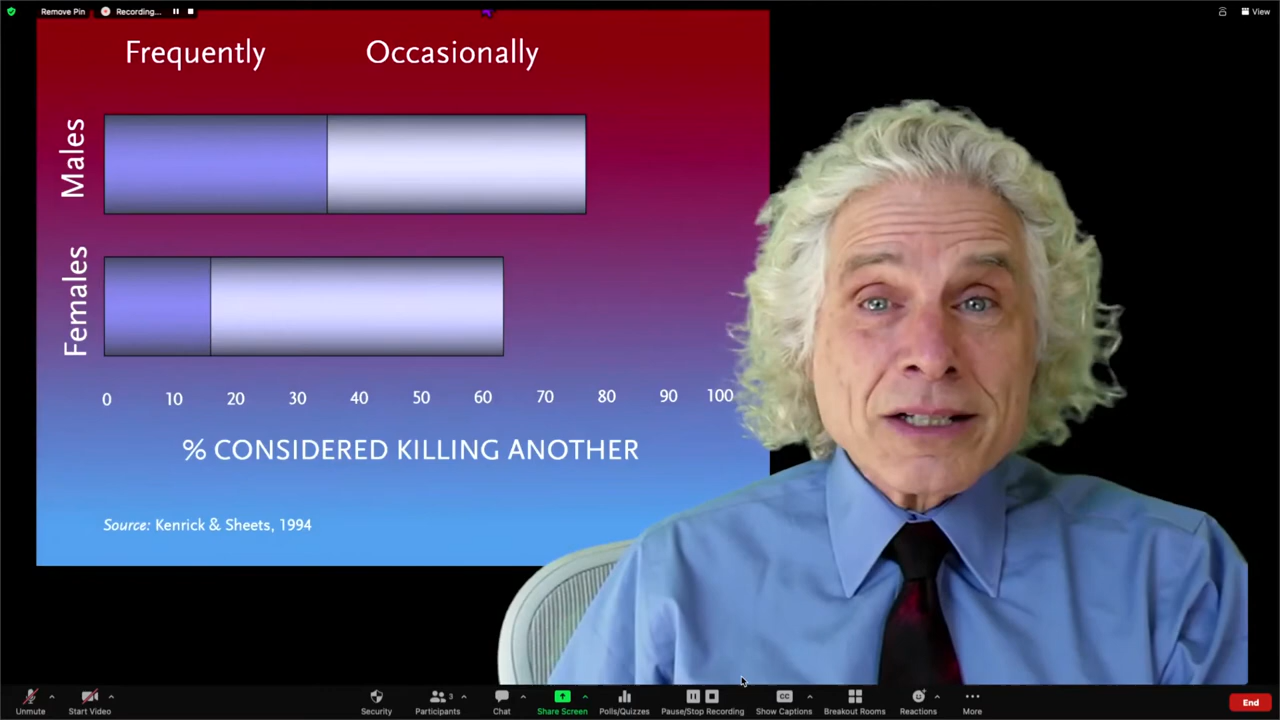 Remove Pin
Recording...
View
Frequently Occasionally
Males
Females
0 10 20 30 40 50 60 70 80 90 100
% CONSIDERED KILLING ANOTHER
Source: Kenrick & Sheets, 1994
Unmute
Start Video
Security
Participants 3
Chat
Share Screen
Polls/Quizzes
Pause/Stop Recording
CC
Show Captions
Breakout Rooms
Reactions
More
End